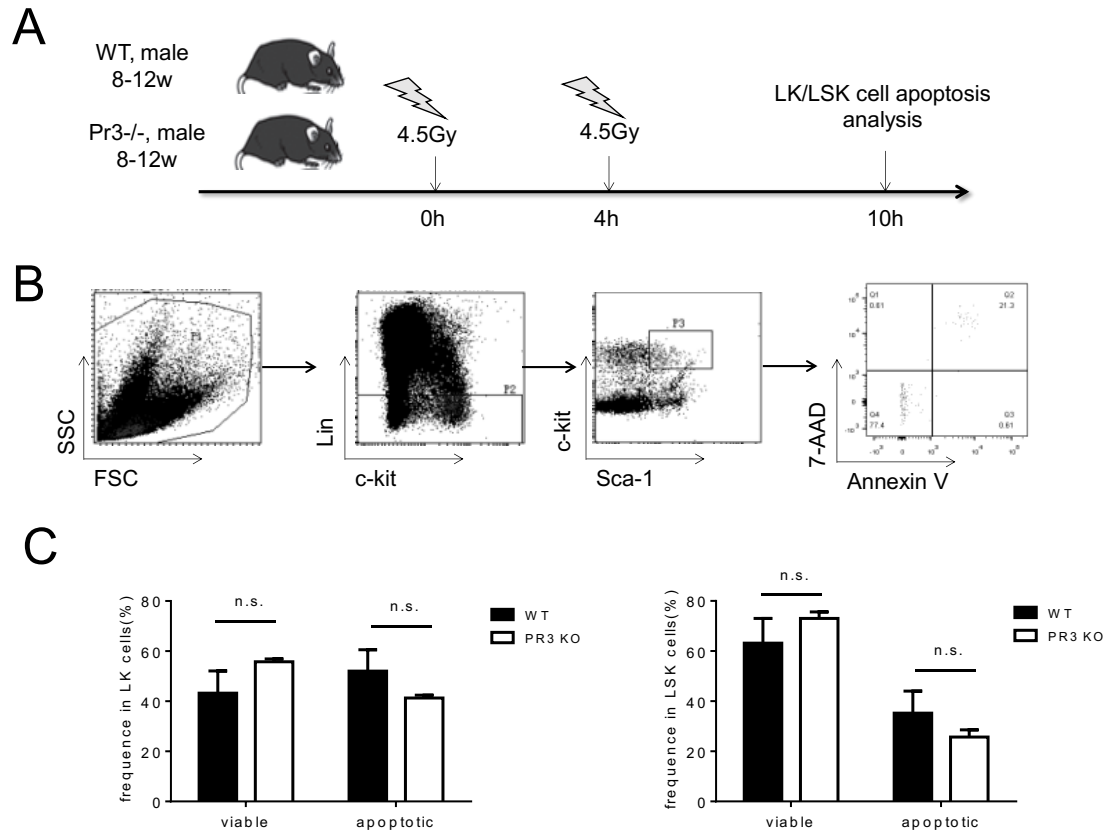 A
WT, male
8-12w
Pr3-/-, male
8-12w
4.5Gy
4.5Gy
LK/LSK cell apoptosis
analysis
0h
4h
10h
B
SSC
FSC
P1
Lin
c-kit
P2
c-kit
Sca-1
P3
7-AAD
Annexin V
Q1
0.61
Q2
21.3
Q4
77.4
Q3
0.61
C
frequence in LK cells(%)
80
60
40
20
0
n.s.
n.s.
viable
apoptotic
WT
PR3 KO
frequence in LSK cells(%)
80
60
40
20
0
n.s.
n.s.
viable
apoptotic
WT
PR3 KO